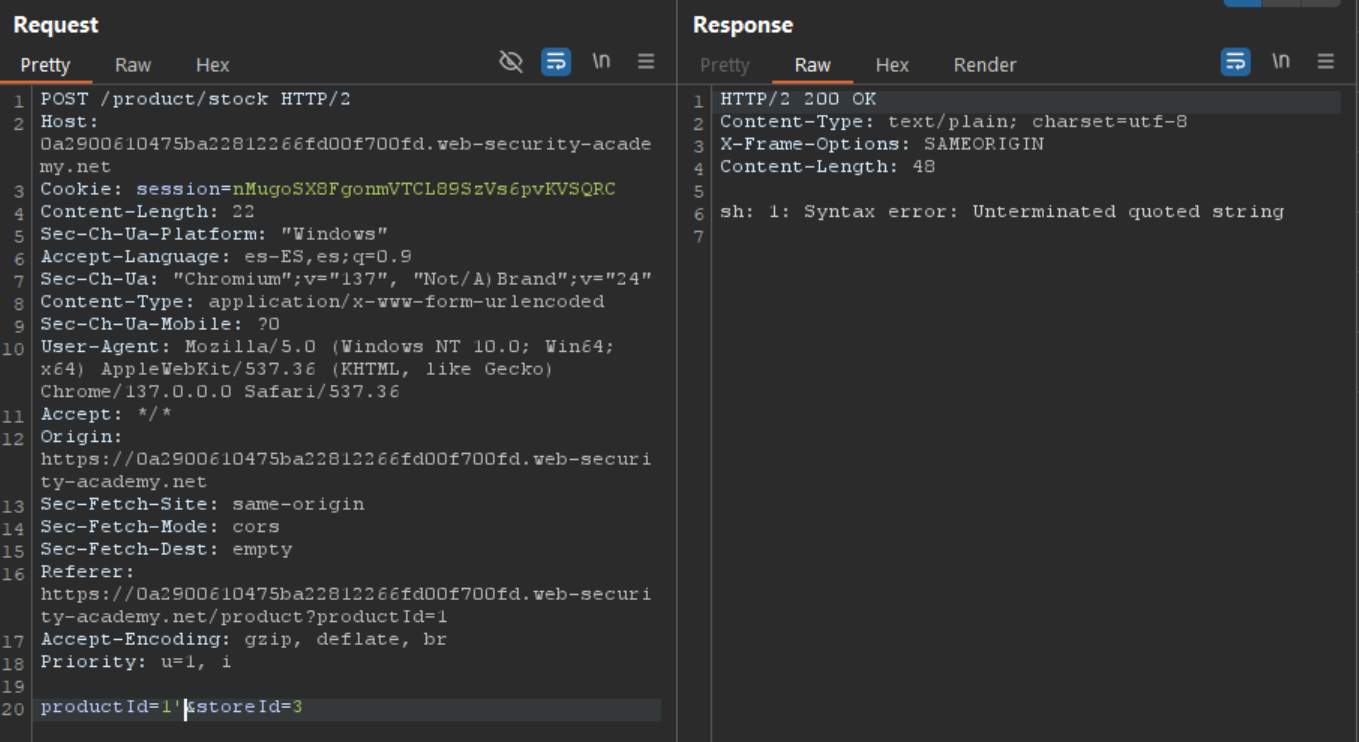 Request
Pretty Raw Hex \n
1 POST /product/stock HTTP/2
2 Host:
0a2900610475ba22812266fd00f700fd.web-security-acade
my.net
3 Cookie: session=nMugoSX8FgonmVTCL89SzVs6pvKVSQRC
4 Content-Length: 22
5 Sec-Ch-Ua-Platform: "Windows"
6 Accept-Language: es-ES,es;q=0.9
7 Sec-Ch-Ua: "Chromium";v="137", "Not/A)Brand";v="24"
8 Content-Type: application/x-www-form-urlencoded
9 Sec-Ch-Ua-Mobile: ?0
10 User-Agent: Mozilla/5.0 (Windows NT 10.0; Win64;
x64) AppleWebKit/537.36 (KHTML, like Gecko)
Chrome/137.0.0.0 Safari/537.36
11 Accept: */*
12 Origin:
https://0a2900610475ba22812266fd00f700fd.web-securi
ty-academy.net
13 Sec-Fetch-Site: same-origin
14 Sec-Fetch-Mode: cors
15 Sec-Fetch-Dest: empty
16 Referer:
https://0a2900610475ba22812266fd00f700fd.web-securi
ty-academy.net/product?productId=1
17 Accept-Encoding: gzip, deflate, br
18 Priority: u=1, i
19
20 productId=1'&storeId=3
Response
Pretty Raw Hex Render \n
1 HTTP/2 200 OK
2 Content-Type: text/plain; charset=utf-8
3 X-Frame-Options: SAMEORIGIN
4 Content-Length: 48
5
6 sh: 1: Syntax error: Unterminated quoted string
7